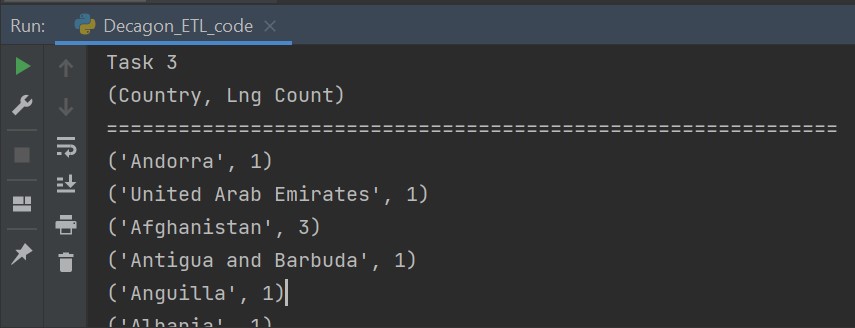 Run: Decagon_ETL_code
Task 3
(Country, Lng Count)
=============================================================
('Andorra', 1)
('United Arab Emirates', 1)
('Afghanistan', 3)
('Antigua and Barbuda', 1)
('Anguilla', 1)
('Albania', 1)